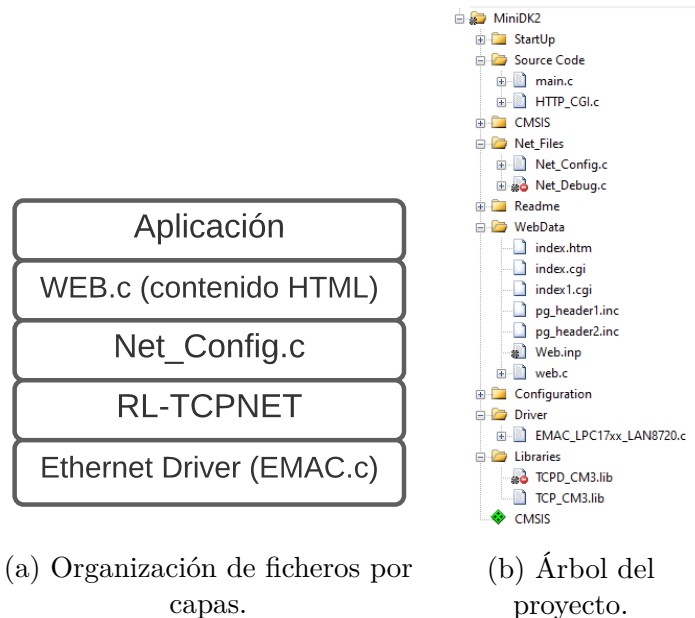 MiniDK2
StartUp
Source Code
main.c
HTTP_CGI.c
CMSIS
Net_Files
Net_Config.c
Net_Debug.c
Readme
WebData
index.htm
index.cgi
index1.cgi
pg_header1.inc
pg_header2.inc
Web.inp
web.c
Configuration
Driver
EMAC_LPC17xx_LAN8720.c
Libraries
TCPD_CM3.lib
TCP_CM3.lib
CMSIS
Aplicación
WEB.c (contenido HTML)
Net_Config.c
RL-TCPNET
Ethernet Driver (EMAC.c)
(a) Organización de ficheros por
capas.
(b) Árbol del
proyecto.